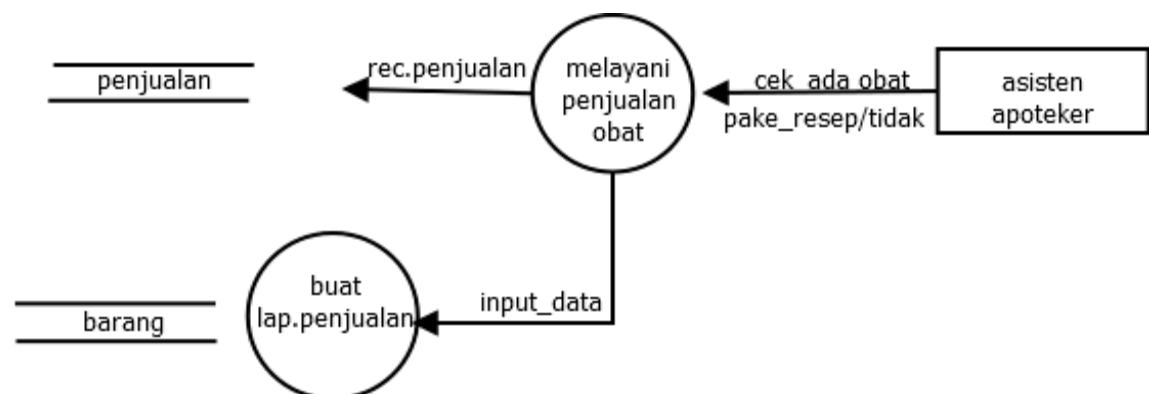 penjualan
rec.penjualan
melayani
penjualan
obat
cek_ada obat
pake_resep/tidak
asisten
apoteker
barang
buat
lap.penjualan
input_data